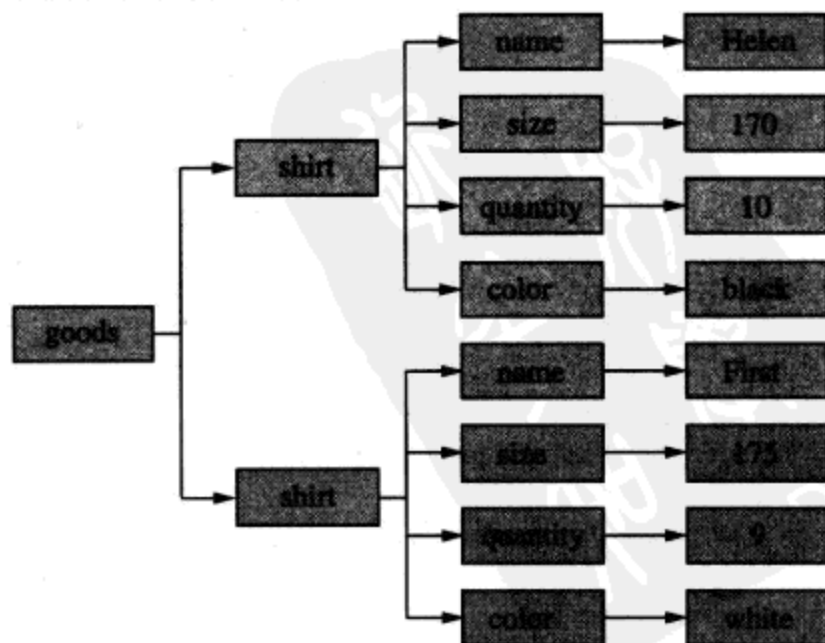 name Helen
size 170
shirt
quantity 10
color black
goods
name First
size 175
shirt
quantity 9
color white